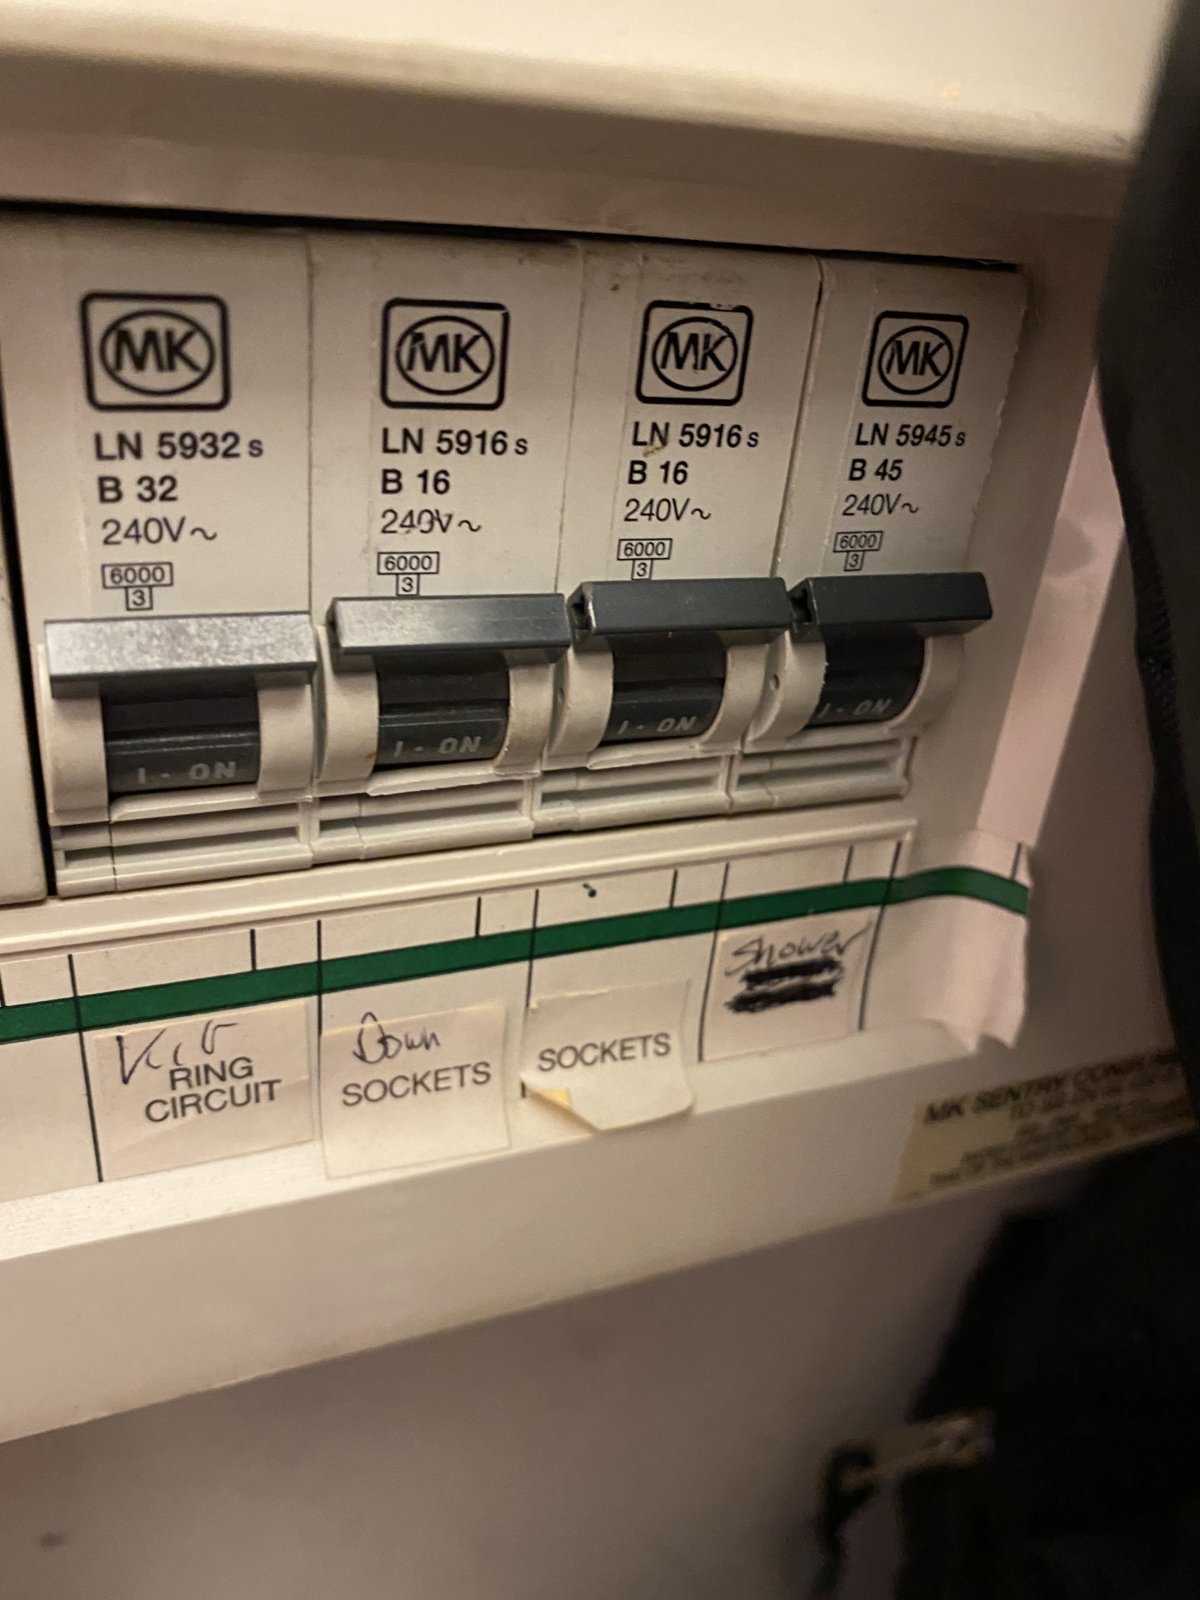 MK
LN 5932 s
B 32
240V~
6000
3
I - ON
MK
LN 5916 s
B 16
240V~
6000
3
I - ON
MK
LN 5916 s
B 16
240V~
6000
3
I - ON
MK
LN 5945 s
B 45
240V~
6000
3
I - ON
RING
CIRCUIT
Down
SOCKETS
SOCKETS
Shower
MK SENTRY